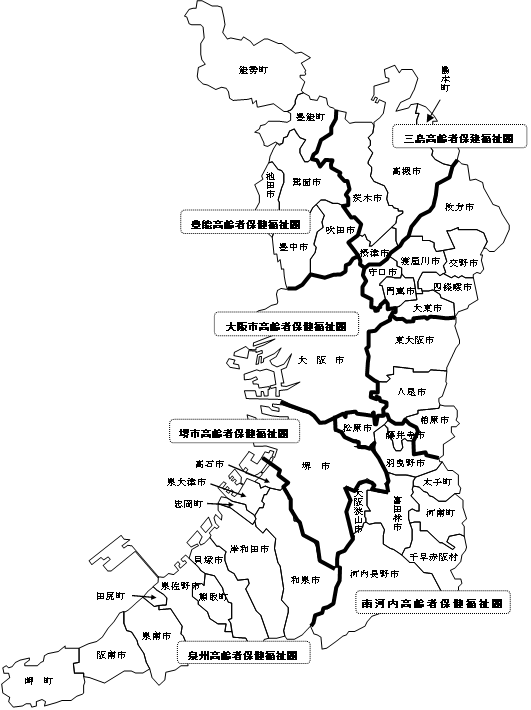 能勢町
島本町
豊能町
三島高齢者保健福祉圏
高槻市
池田市
箕面市
茨木市
枚方市
豊能高齢者保健福祉圏
吹田市
豊中市
摂津市
寝屋川市
交野市
守口市
門真市
四條畷市
大東市
大阪市高齢者保健福祉圏
東大阪市
大阪市
八尾市
柏原市
松原市
藤井寺市
堺市高齢者保健福祉圏
高石市
堺市
羽曳野市
泉大津市
太子町
忠岡町
大阪狭山市
富田林市
河南町
岸和田市
千早赤阪村
貝塚市
和泉市
河内長野市
泉佐野市
田尻町
熊取町
南河内高齢者保健福祉圏
泉南市
阪南市
泉州高齢者保健福祉圏
岬町